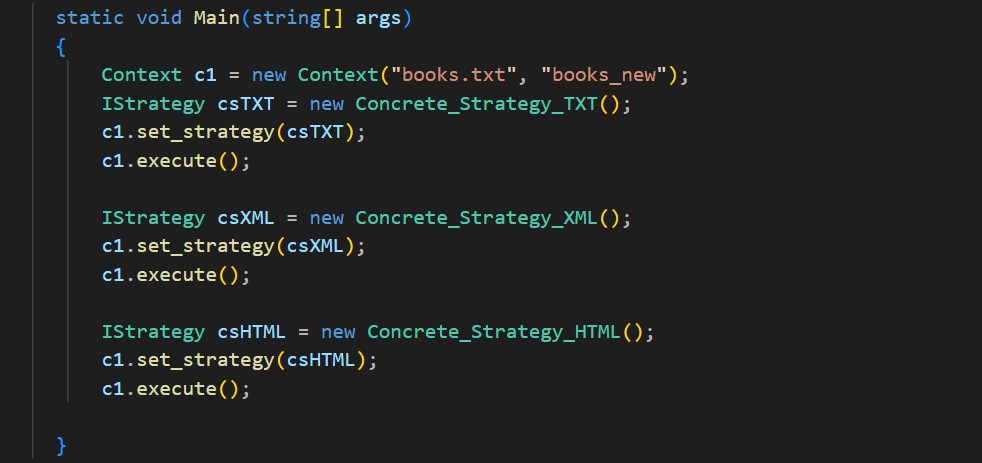 static void Main(string[] args)
{
Context c1 = new Context("books.txt", "books_new");
IStrategy csTXT = new Concrete_Strategy_TXT();
c1.set_strategy(csTXT);
c1.execute();
IStrategy csXML = new Concrete_Strategy_XML();
c1.set_strategy(csXML);
c1.execute();
IStrategy csHTML = new Concrete_Strategy_HTML();
c1.set_strategy(csHTML);
c1.execute();
}